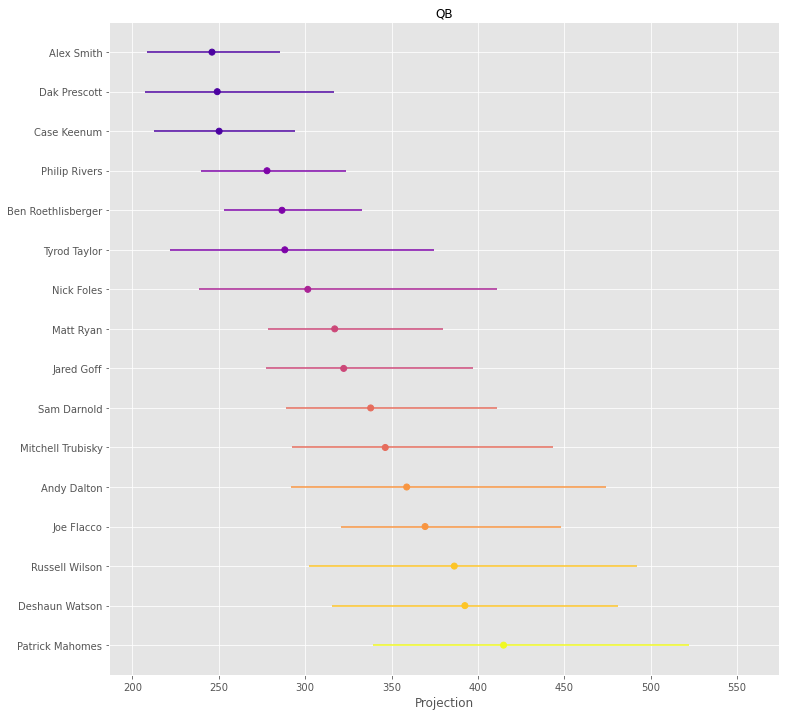 QB
Alex Smith
Dak Prescott
Case Keenum
Philip Rivers
Ben Roethlisberger
Tyrod Taylor
Nick Foles
Matt Ryan
Jared Goff
Sam Darnold
Mitchell Trubisky
Andy Dalton
Joe Flacco
Russell Wilson
Deshaun Watson
Patrick Mahomes
200 250 300 350 400 450 500 550
Projection